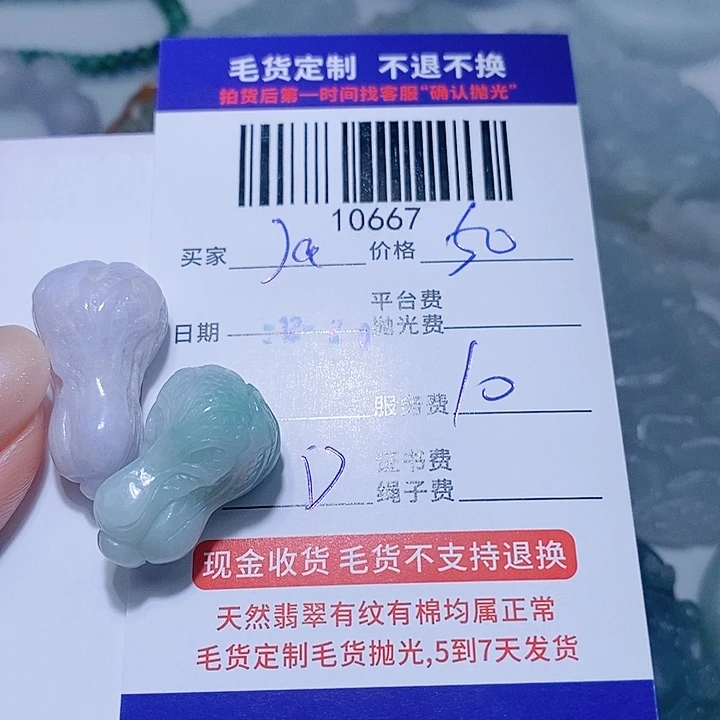 毛货定制 不退不换
拍货后第一时间找客服“确认抛光”
10667
买家 价格 50
平台费
日期 抛光费
服务费 10
证书费
D 绳子费
现金收货 毛货不支持退换
天然翡翠有纹有棉均属正常
毛货定制毛货抛光,5到7天发货